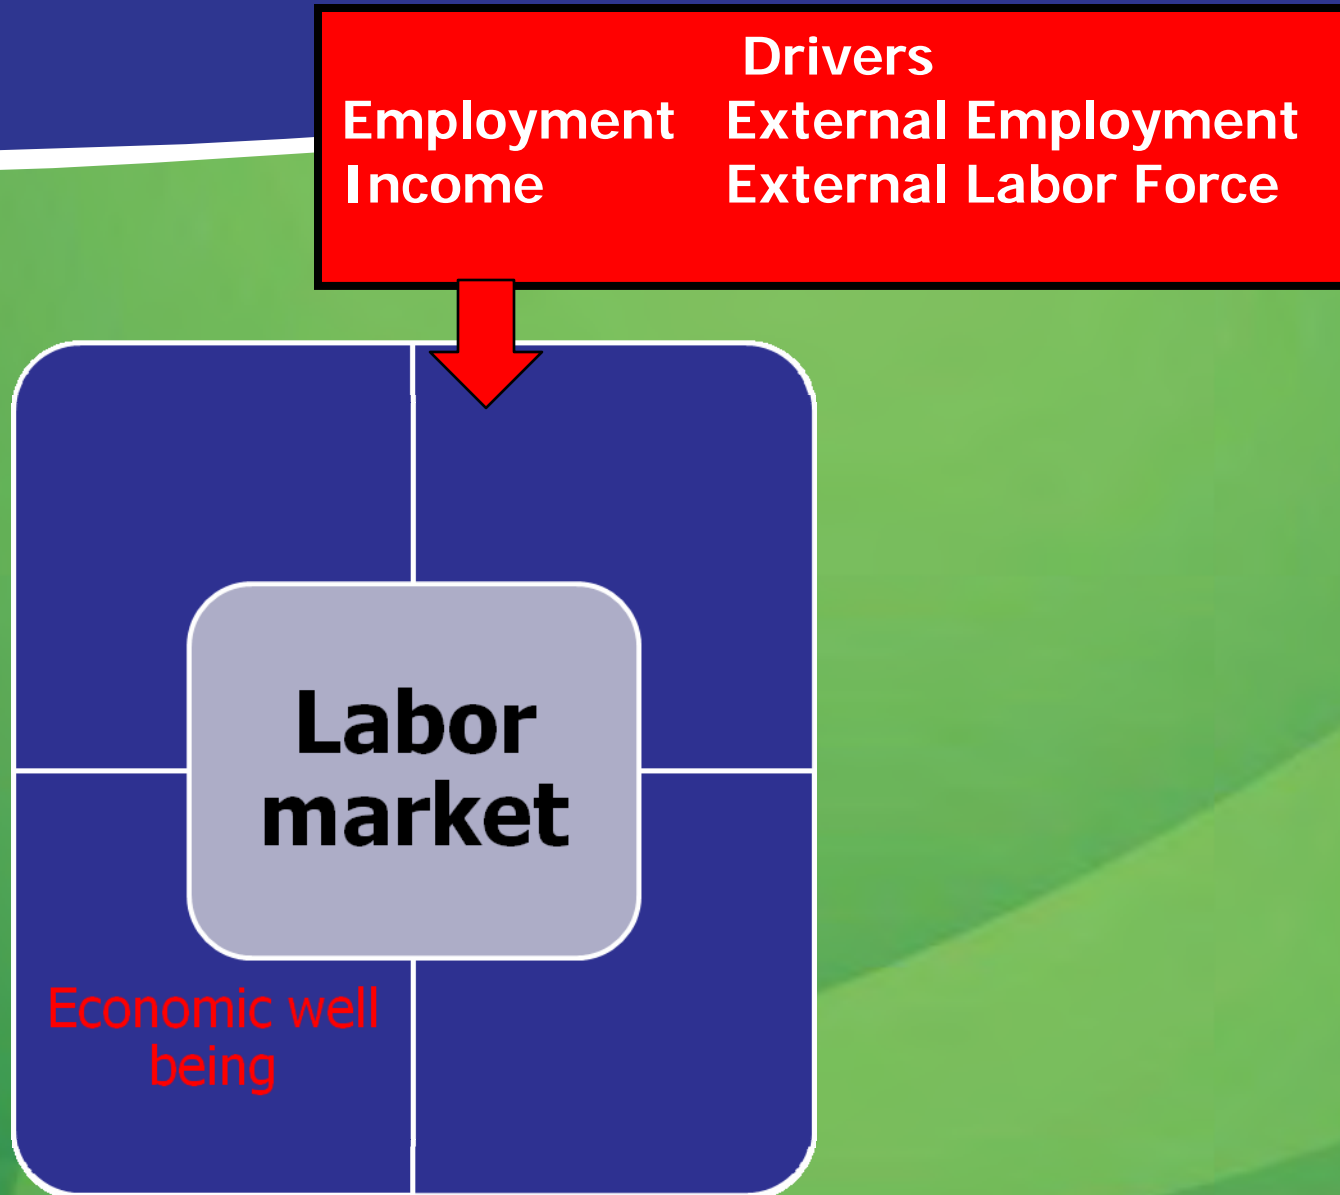 Drivers
Employment External Employment
Income External Labor Force
Labor
market
Economic well
being